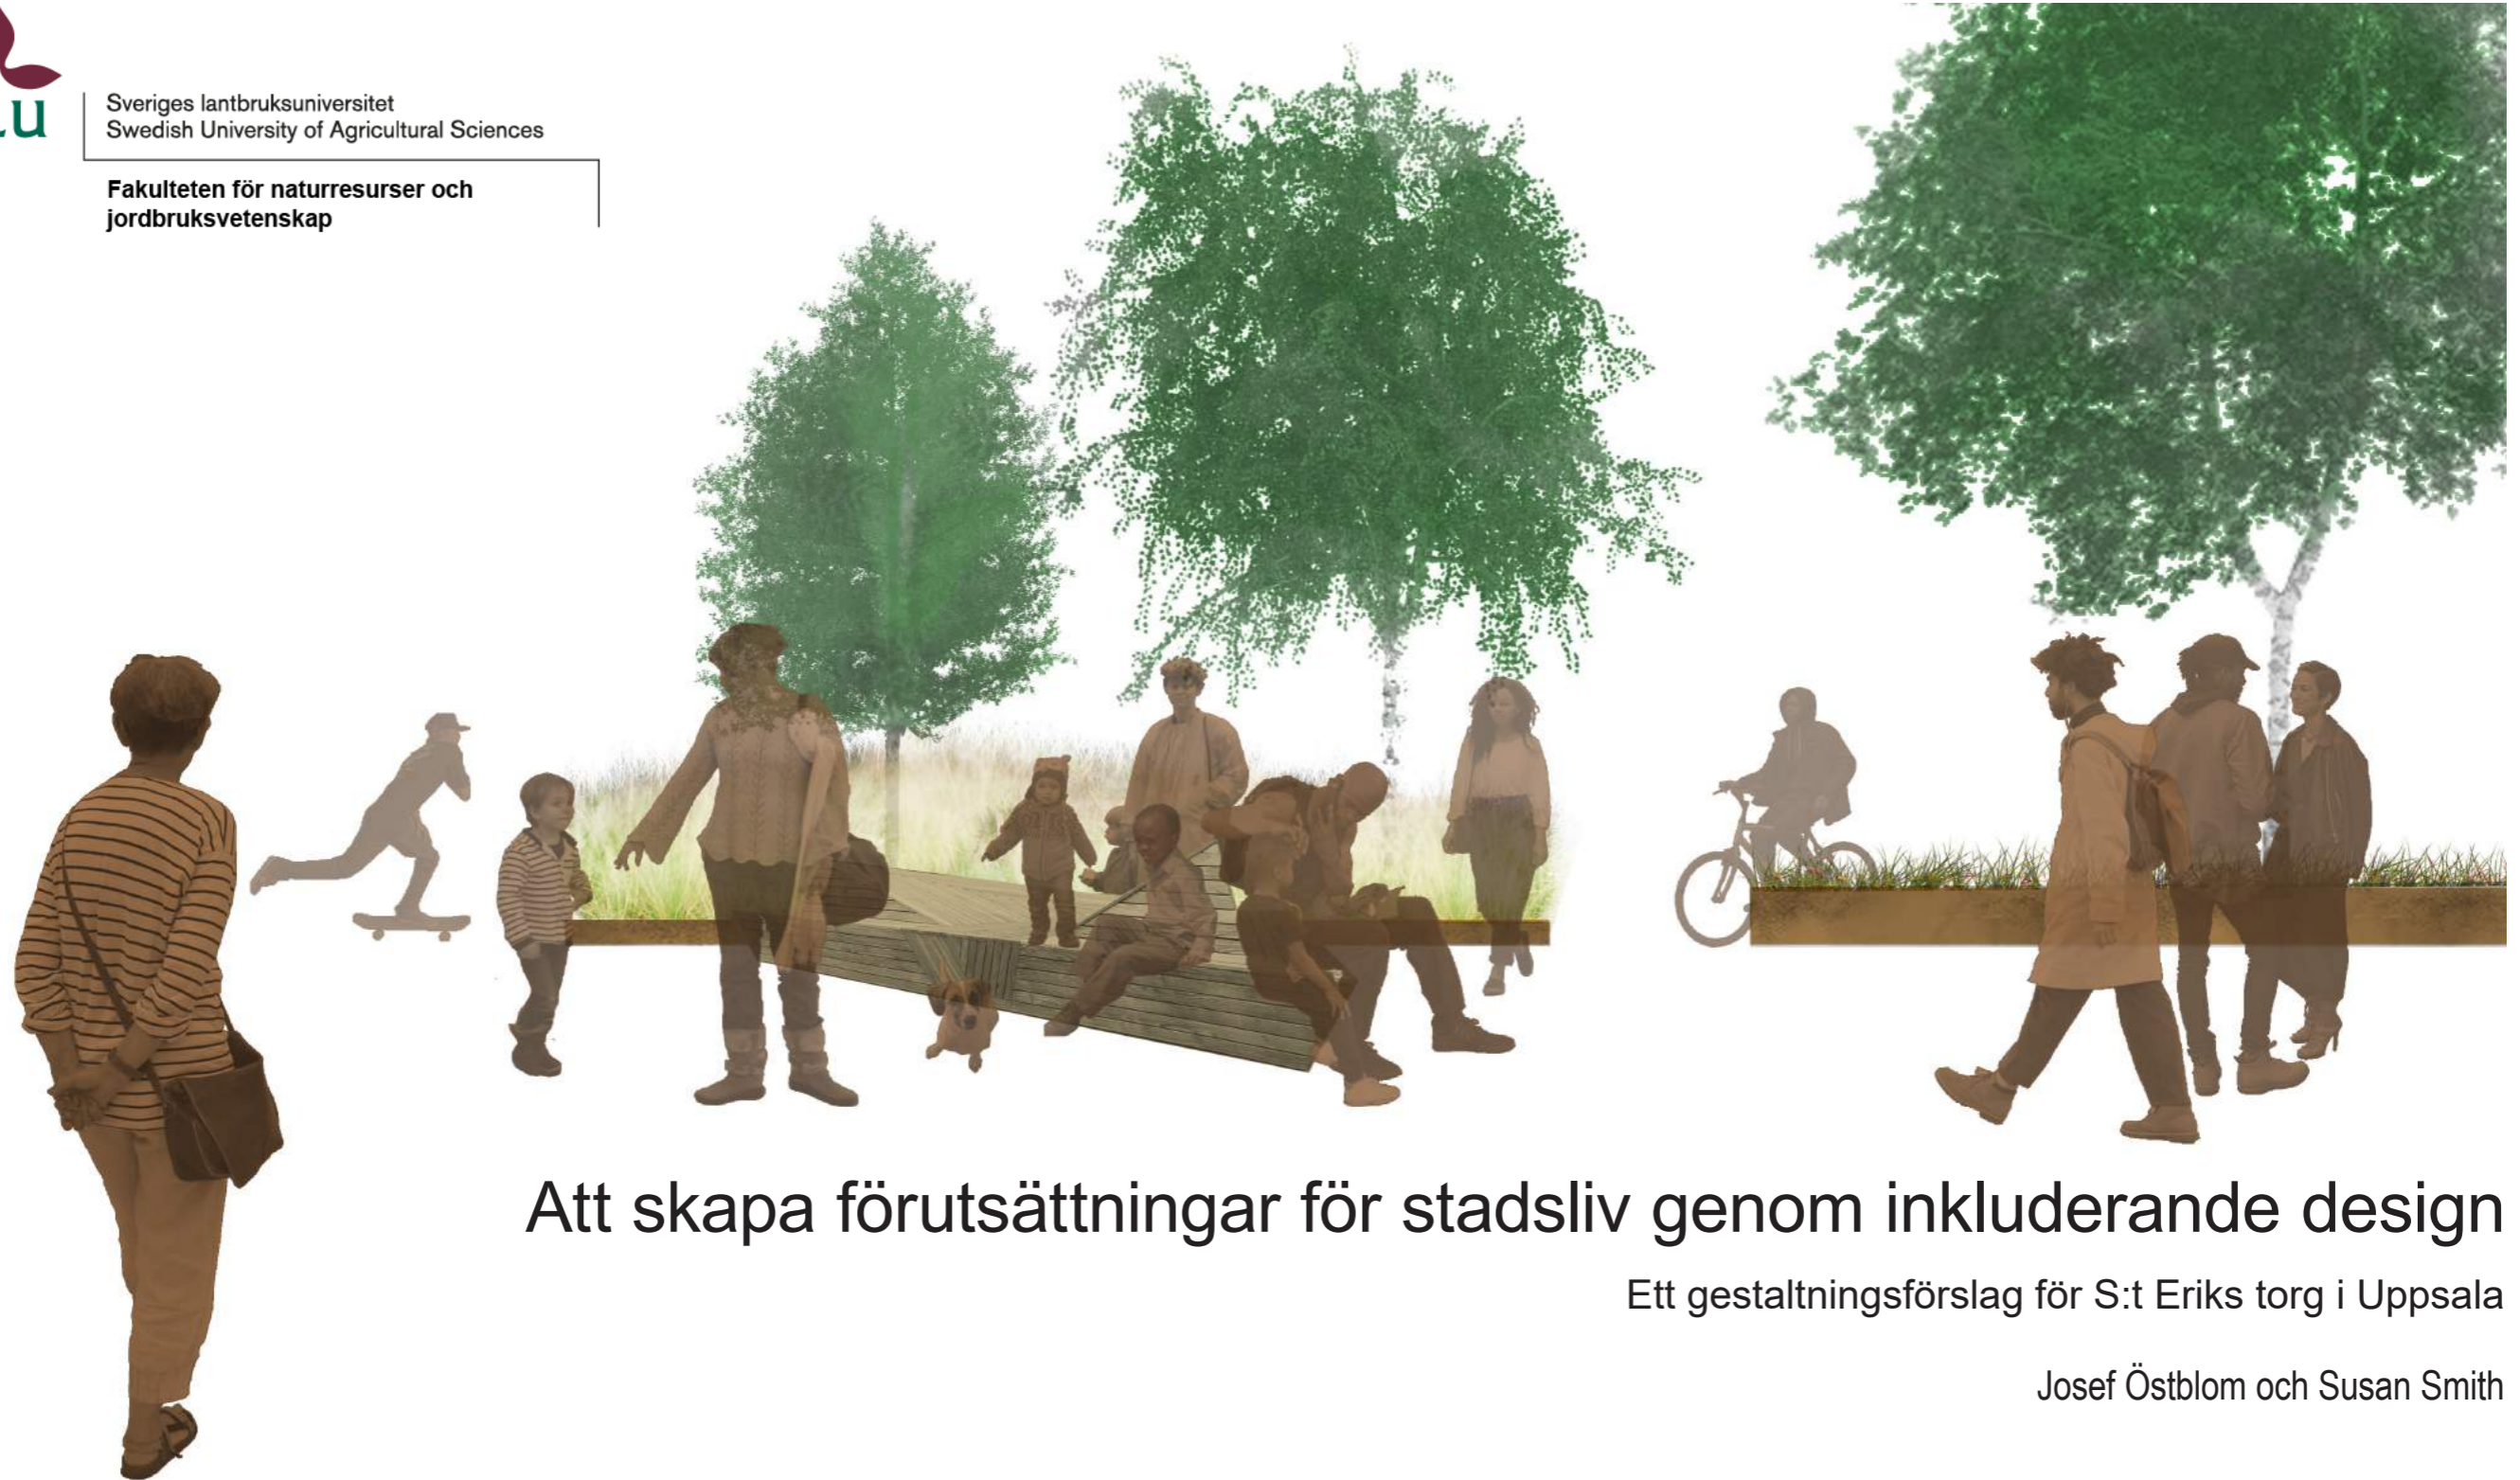 Sveriges lantbruksuniversitet
Swedish University of Agricultural Sciences
Fakulteten för naturresurser och
jordbruksvetenskap
Att skapa förutsättningar för stadsliv genom inkluderande design
Ett gestaltningsförslag för S:t Eriks torg i Uppsala
Josef Östblom och Susan Smith